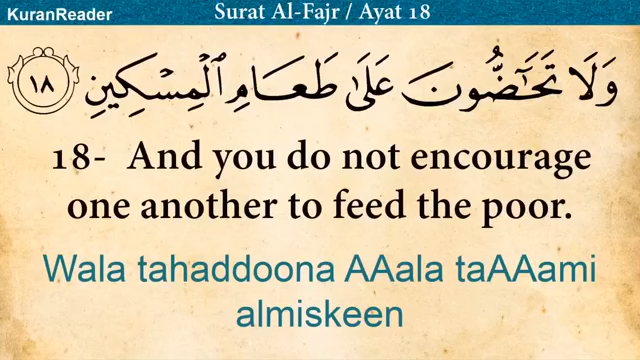 KuranReader
Surat Al-Fajr / Ayat 18
وَلَا تَحَٰٓضُّونَ عَلَىٰ طَعَامِ ٱلْمِسْكِينِ ١٨
18- And you do not encourage
one another to feed the poor.
Wala tahaddoona AAala taAAami
almiskeen